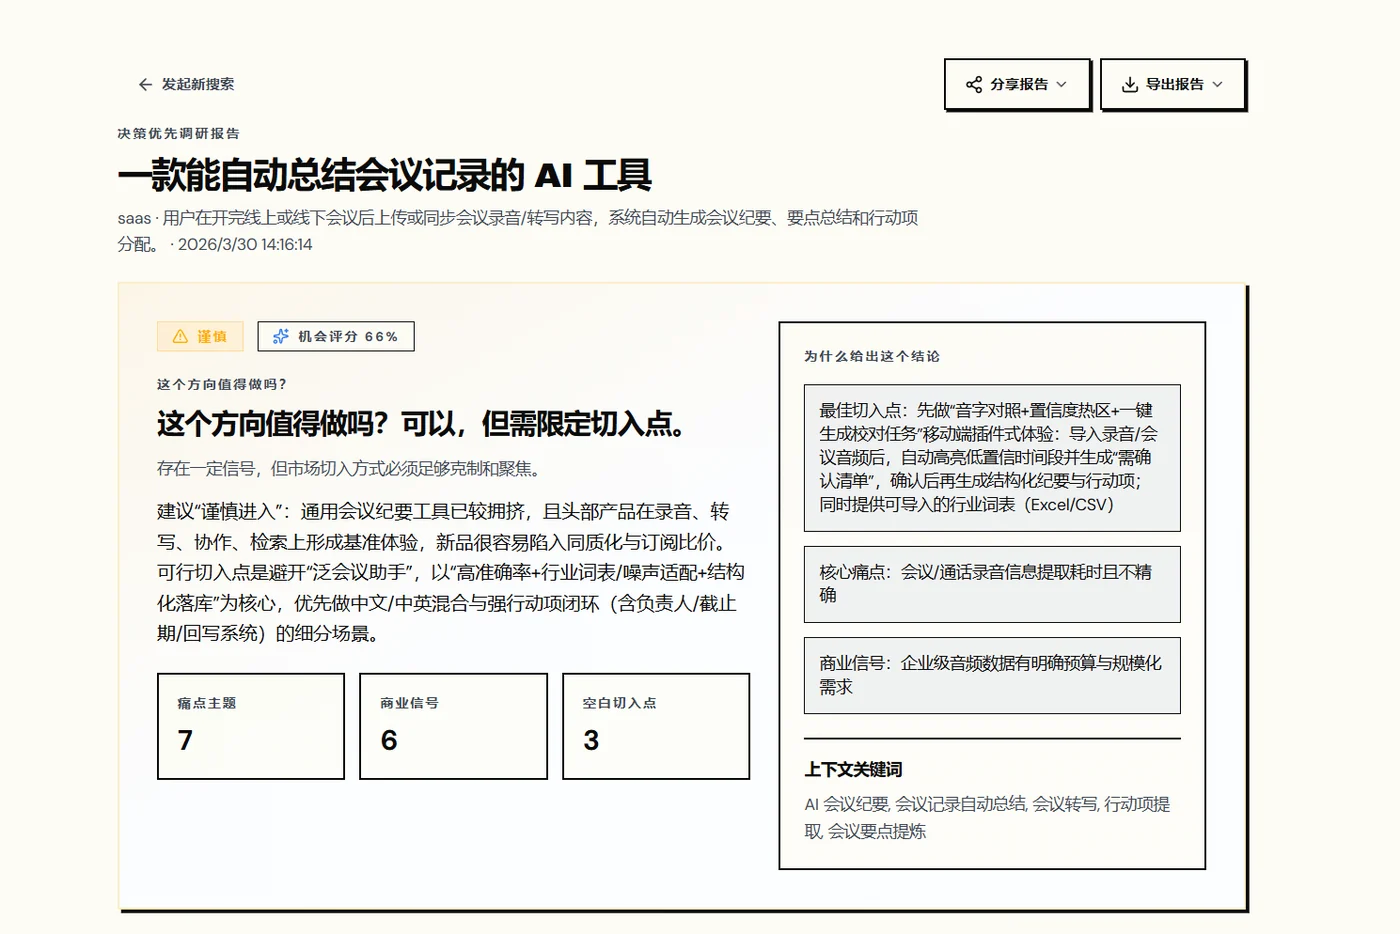 发起新搜索
分享报告
导出报告
决策优先调研报告
一款能自动总结会议记录的 AI 工具
saas · 用户在开完线上或线下会议后上传或同步会议录音/转写内容，系统自动生成会议纪要、要点总结和行动项
分配。 · 2026/3/30 14:16:14
谨慎
机会评分 66%
这个方向值得做吗？
这个方向值得做吗？可以，但需限定切入点。
存在一定信号，但市场切入方式必须足够克制和聚焦。
建议“谨慎进入”：通用会议纪要工具已较拥挤，且头部产品在录音、转
写、协作、检索上形成基准体验，新品很容易陷入同质化与订阅比价。
可行切入点是避开“泛会议助手”，以“高准确率+行业词表/噪声适配+结构
化落库”为核心，优先做中文/中英混合与强行动项闭环（含负责人/截止
期/回写系统）的细分场景。
痛点主题
7
商业信号
6
空白切入点
3
为什么给出这个结论
最佳切入点：先做“音字对照+置信度热区+一键
生成校对任务”移动端插件式体验：导入录音/会
议音频后，自动高亮低置信时间段并生成“需确
认清单”，确认后再生成结构化纪要与行动项；
同时提供可导入的行业词表（Excel/CSV）
核心痛点：会议/通话录音信息提取耗时且不精
确
商业信号：企业级音频数据有明确预算与规模化
需求
上下文关键词
AI 会议纪要, 会议记录自动总结, 会议转写, 行动项提
取, 会议要点提炼